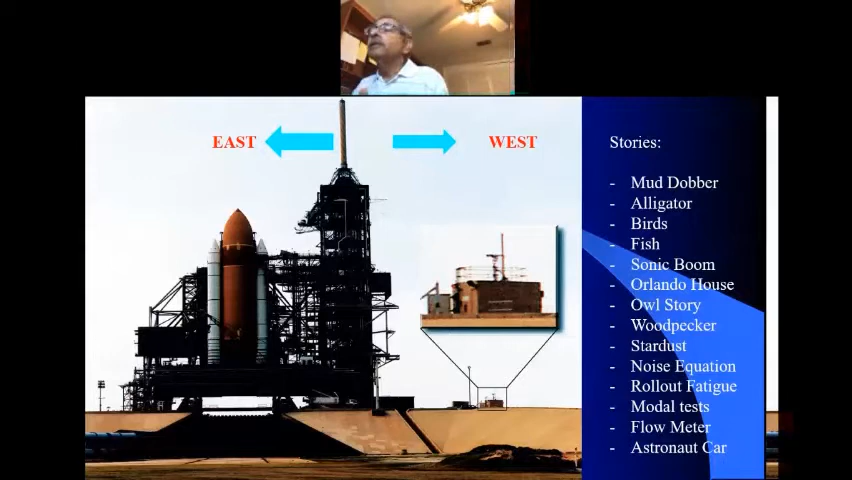 EAST
WEST
Stories:
- Mud Dobber
- Alligator
- Birds
- Fish
- Sonic Boom
- Orlando House
- Owl Story
- Woodpecker
- Stardust
- Noise Equation
- Rollout Fatigue
- Modal tests
- Flow Meter
- Astronaut Car